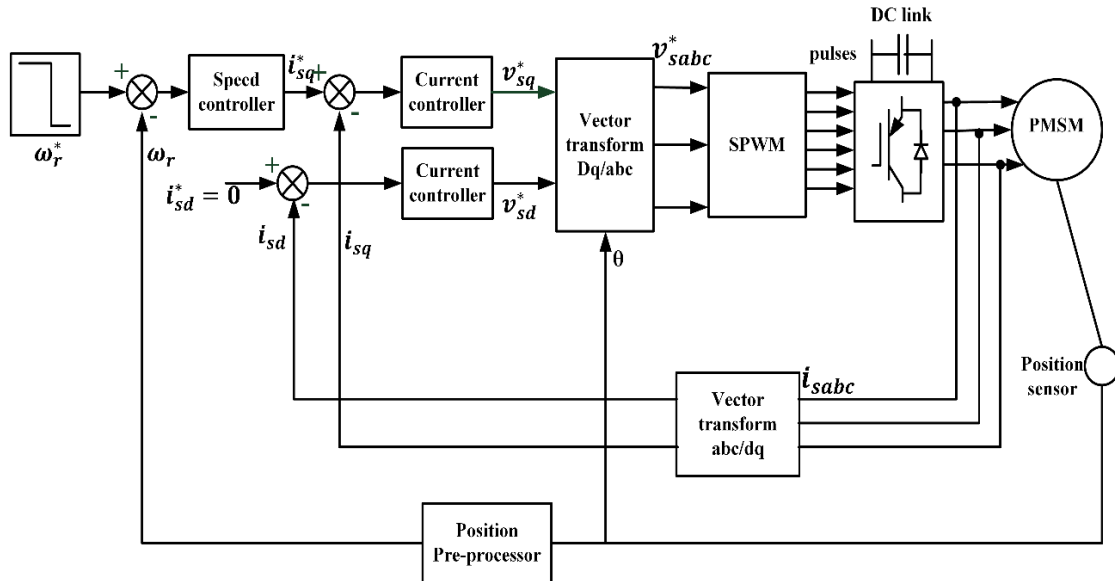 DC link
pulses
v*sabc
i*sq
v*sq
+
-
Speed
controller
+
-
Current
controller
Vector
transform
Dq/abc
SPWM
PMSM
ω*r
ωr
i*sd = 0
+
-
Current
controller
v*sd
isd
isq
θ
isabc
Position
sensor
Vector
transform
abc/dq
Position
Pre-processor